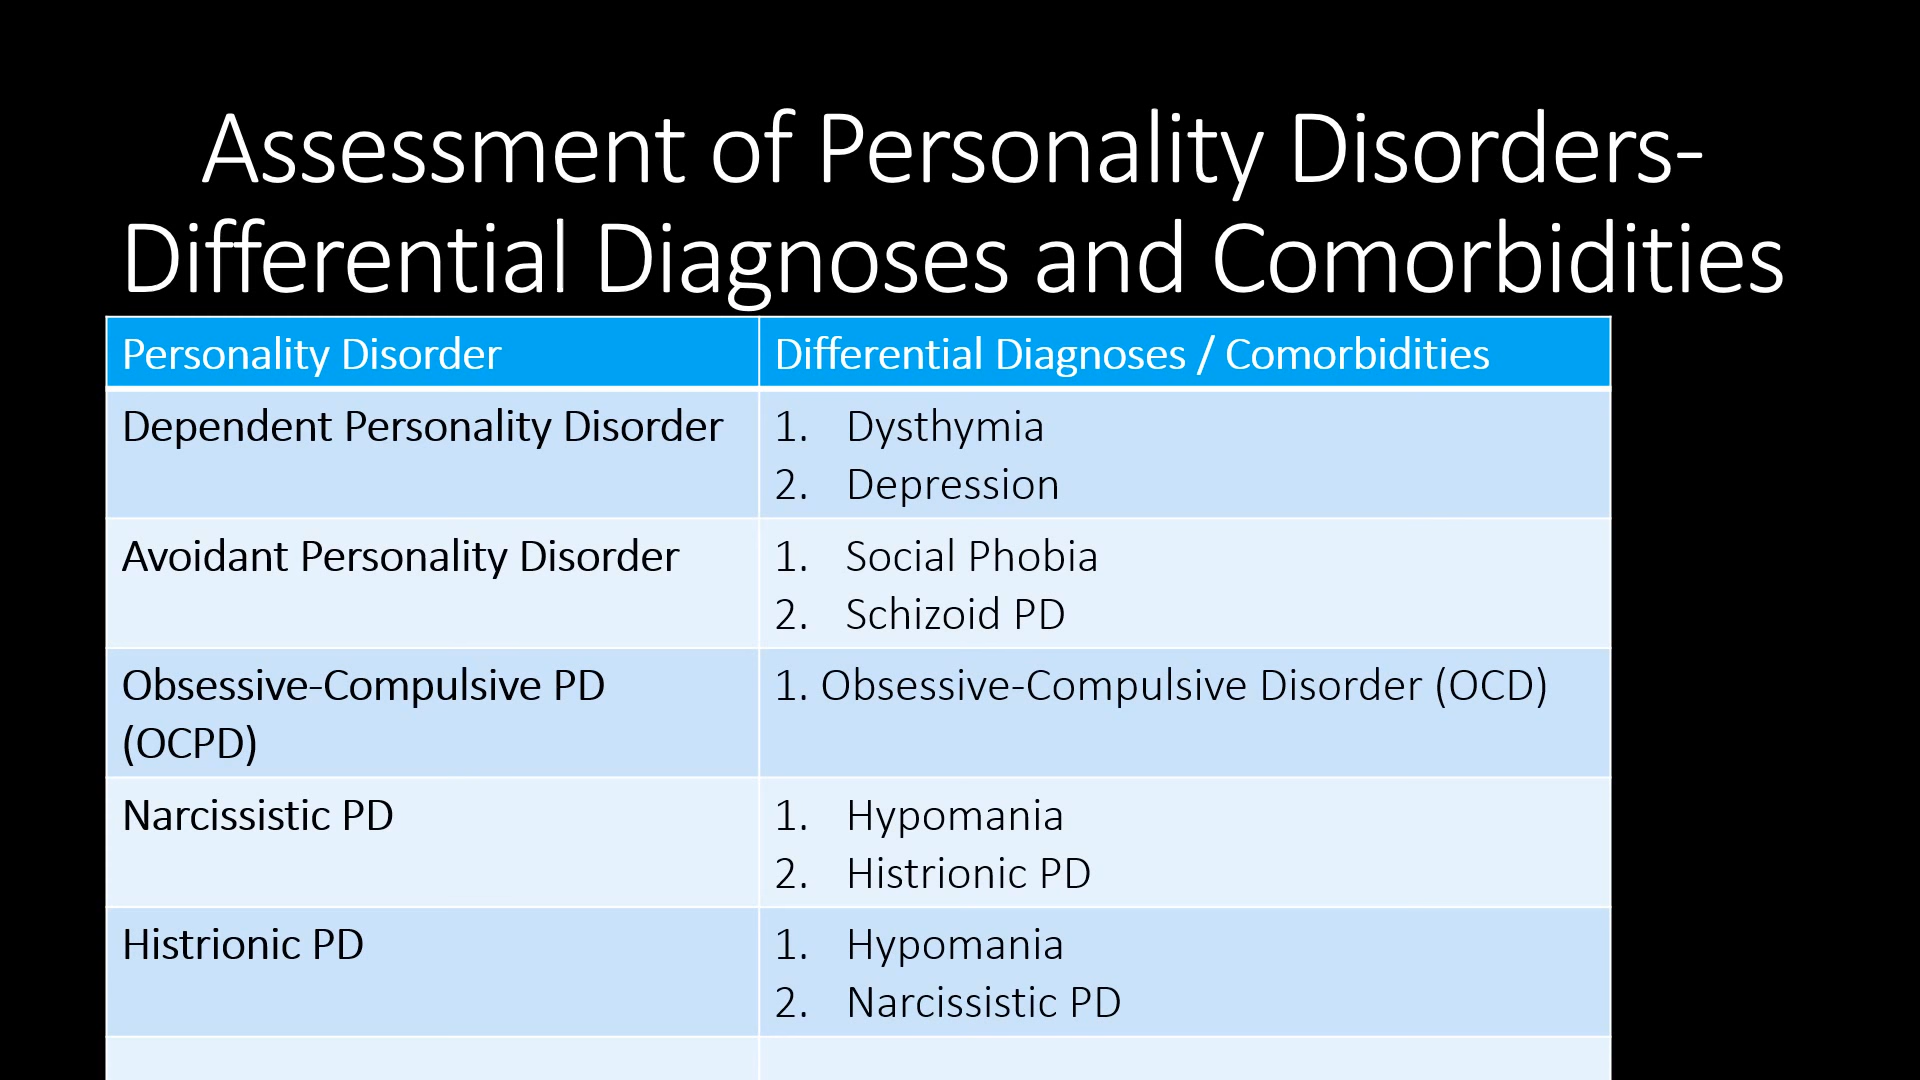 Assessment of Personality Disorders-
Differential Diagnoses and Comorbidities
Personality Disorder
Differential Diagnoses / Comorbidities
Dependent Personality Disorder
1. Dysthymia
2. Depression
Avoidant Personality Disorder
1. Social Phobia
2. Schizoid PD
Obsessive-Compulsive PD
(OCPD)
1. Obsessive-Compulsive Disorder (OCD)
Narcissistic PD
1. Hypomania
2. Histrionic PD
Histrionic PD
1. Hypomania
2. Narcissistic PD